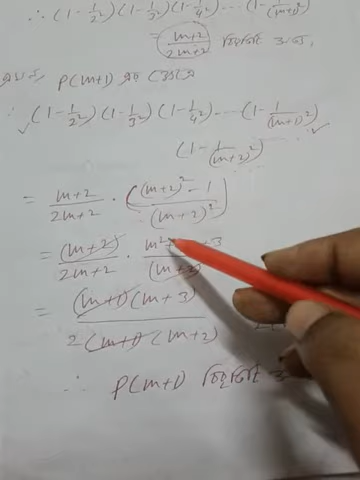 ∴ (1-1/2²)(1-1/3²)(1-1/4²)...(1-1/(m+1)²)
= m+2/2m+2
P(m+1) এর
∴ (1-1/2²)(1-1/3²)(1-1/4²)...(1-1/(m+1)²)
(1-1/(m+2)²)
= m+2/2m+2 · ((m+2)²-1/(m+2)²)
= (m+2)/2m+2 · m²
= (m+1)(m+3)/2(m+1)(m+2)
∴ P(m+1)